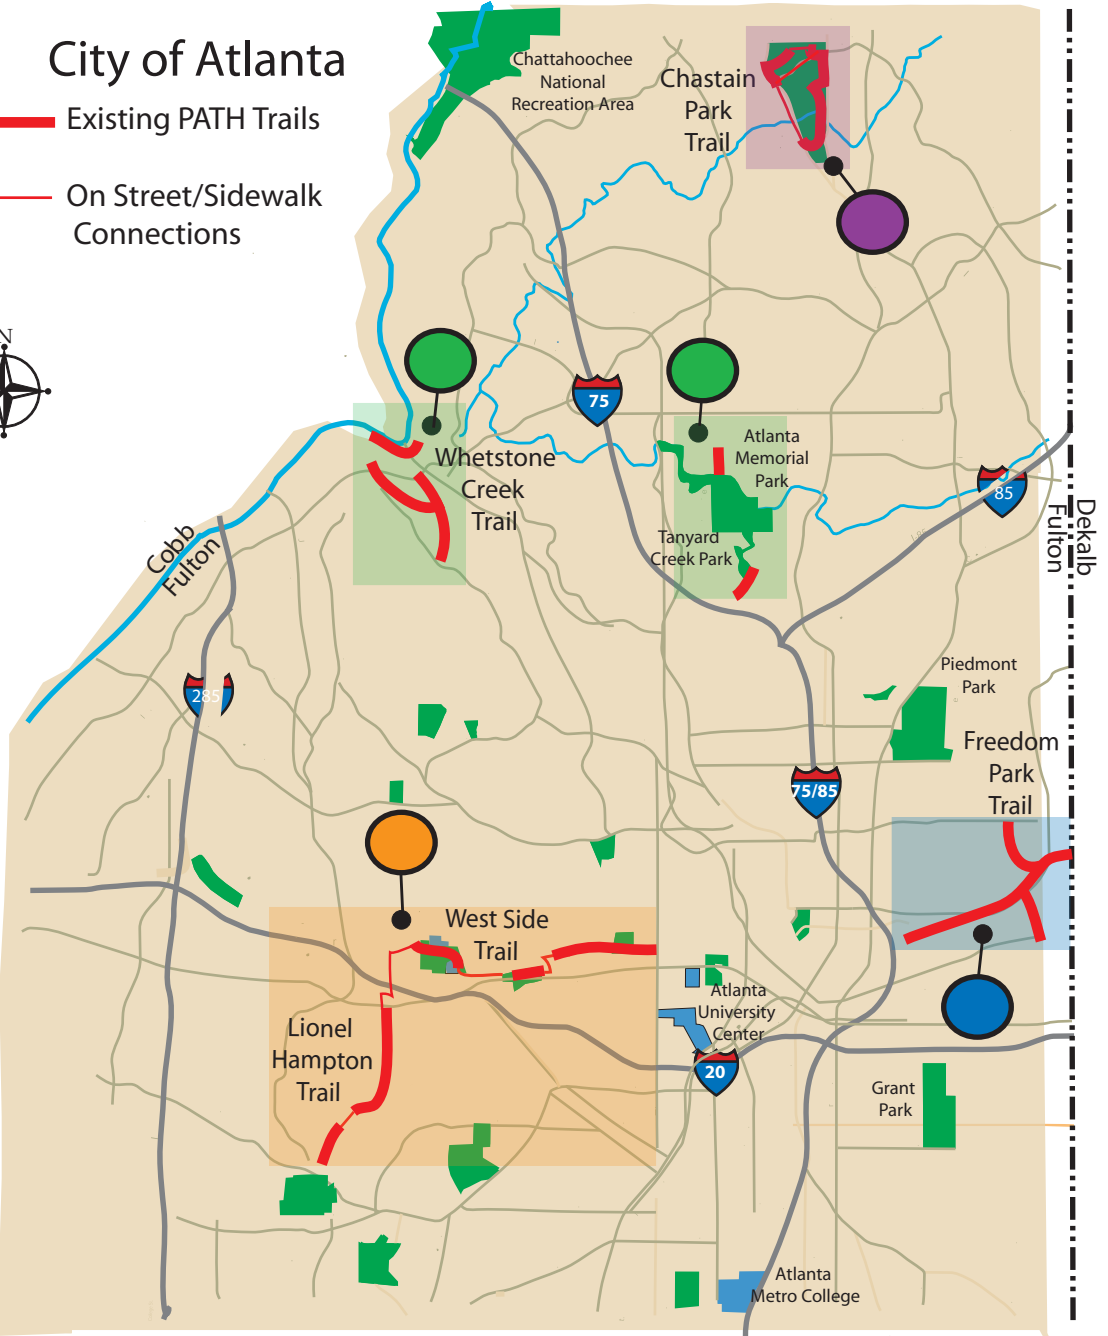 City of Atlanta
Existing PATH Trails
On Street/Sidewalk
Connections
N
Chattahoochee
National
Recreation Area
Chastain
Park
Trail
75
Whetstone
Creek
Trail
Atlanta
Memorial
Park
Tanyard
Creek Park
85
Dekalb
Fulton
Cobb
Fulton
285
Piedmont
Park
Freedom
Park
Trail
75/85
West Side
Trail
Atlanta
University
Center
Lionel
Hampton
Trail
20
Grant
Park
Atlanta
Metro College